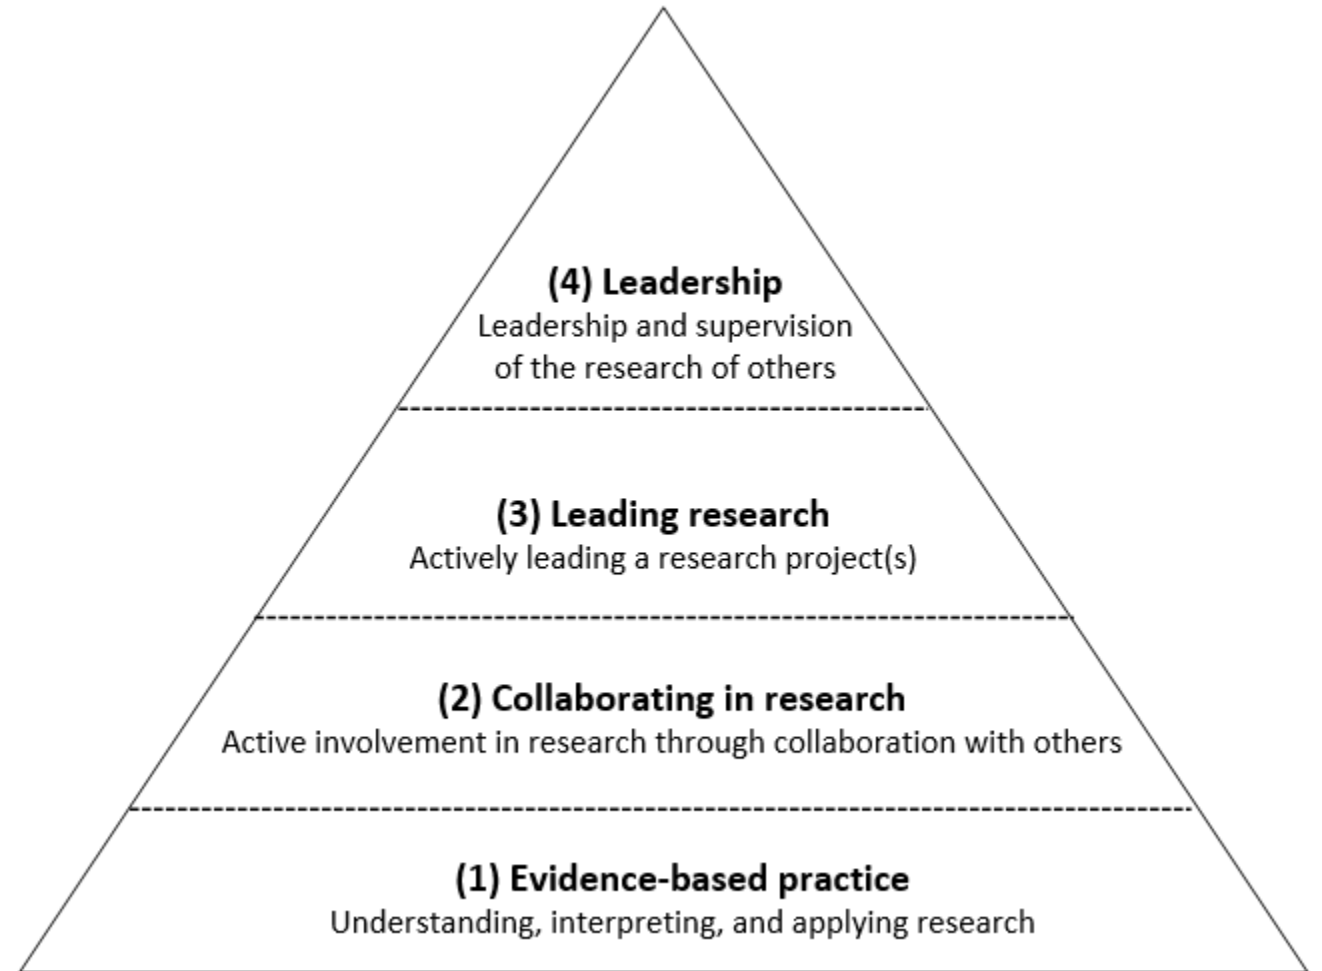 (4) Leadership
Leadership and supervision
of the research of others
(3) Leading research
Actively leading a research project(s)
(2) Collaborating in research
Active involvement in research through collaboration with others
(1) Evidence-based practice
Understanding, interpreting, and applying research